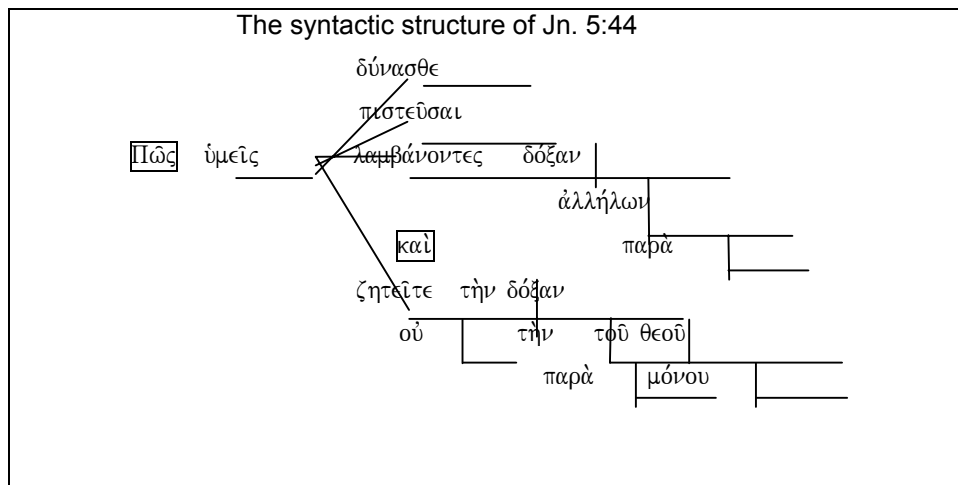 The syntactic structure of Jn. 5:44
δύνασθε
πιστεῦσαι
Πῶς ὑμεῖς λαμβάνοντες δόξαν
ἀλλήλων
καὶ παρὰ
ζητεῖτε τὴν δόξαν
οὐ τὴν τοῦ θεοῦ
παρὰ μόνου